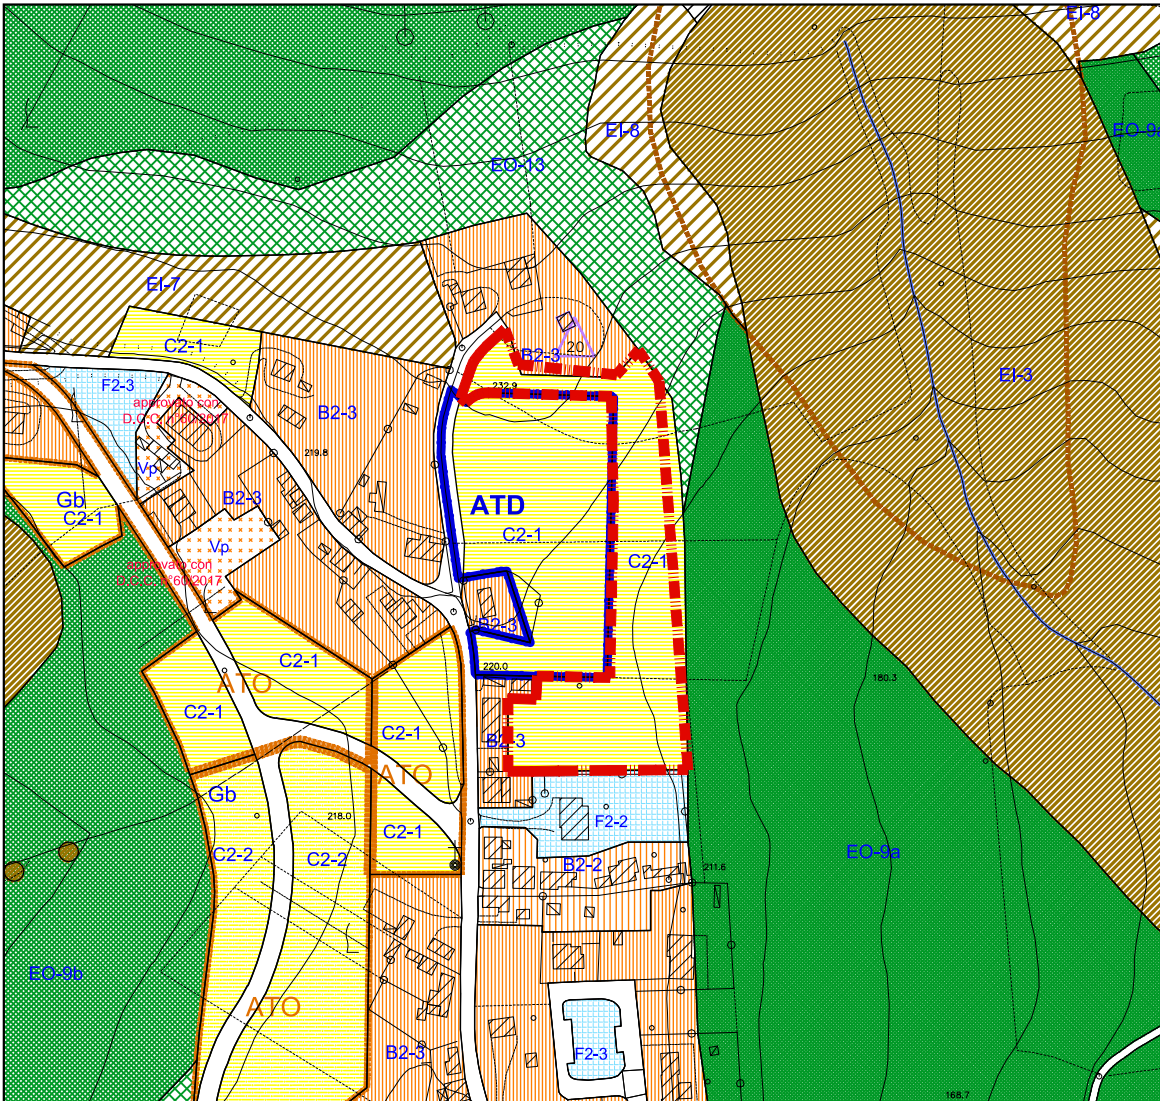 EI-8
EI-8
EO-9a
EO-13
EI-7
C2-1
B2-3
20
EI-3
F2-3
232.9
approvato con
D.C.C. n°60/2017
B2-3
219.8
Vp
B2-3
Gb
C2-1
ATD
C2-1
Vp
C2-1
approvato con
D.C.C. n°60/2017
B2-3
C2-1
220.0
180.3
ATO
C2-1
C2-1
B2-3
ATO
Gb
218.0
C2-1
F2-2
C2-2
C2-2
B2-2
EO-9a
211.6
EO-9b
ATO
B2-3
F2-3
168.7